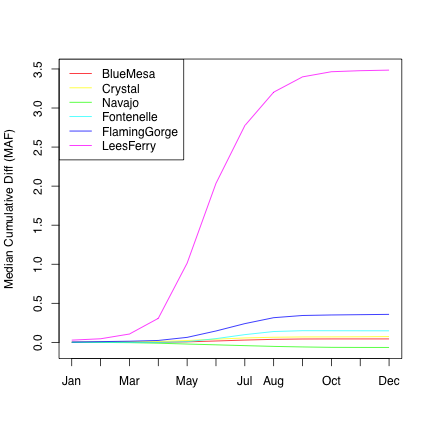 BlueMesa
Crystal
Navajo
Fontenelle
FlamingGorge
LeesFerry
Median Cumulative Diff (MAF)
3.5
3.0
2.5
2.0
1.5
1.0
0.5
0.0
Jan Mar May Jul Aug Oct Dec